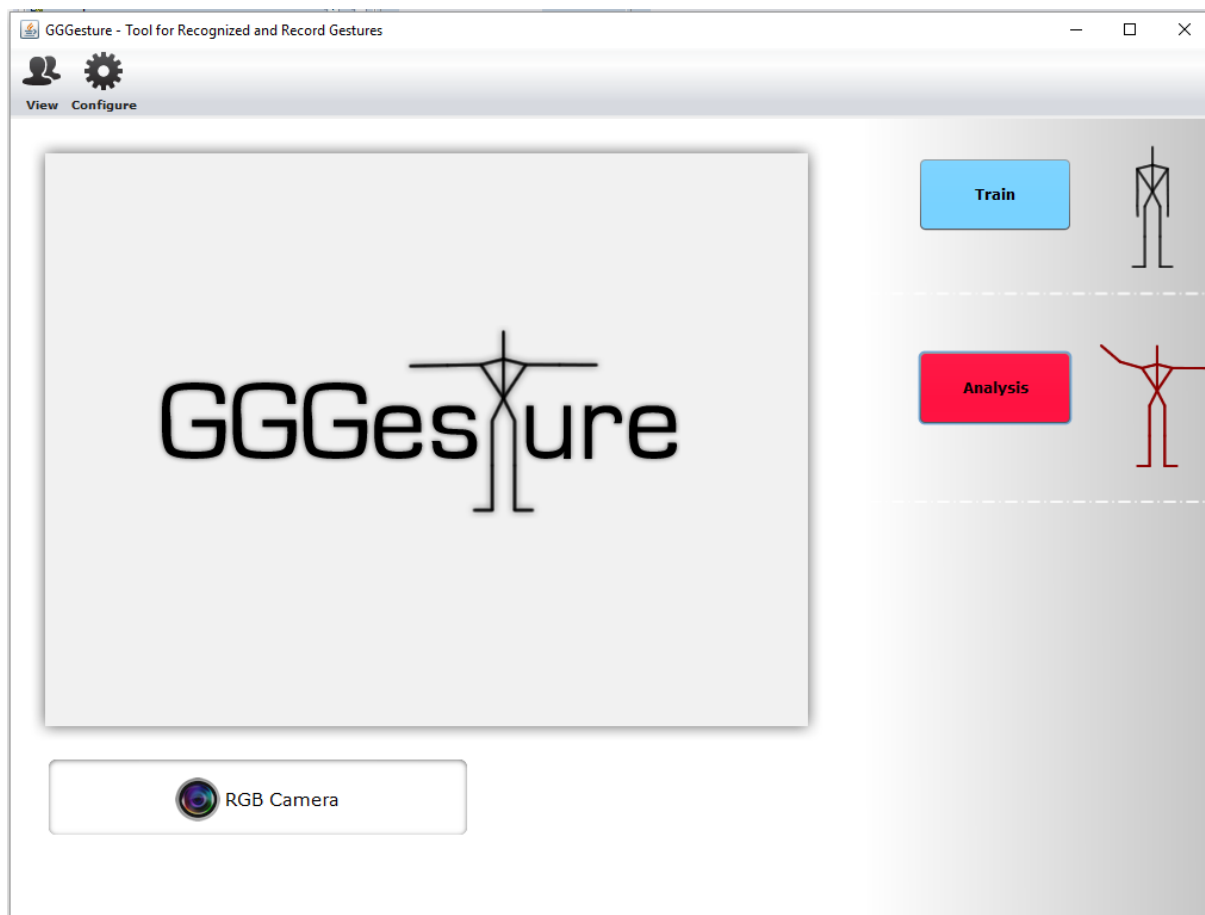 GGGesture - Tool for Recognized and Record Gestures
View Configure
Train
Analysis
GGGesture
RGB Camera